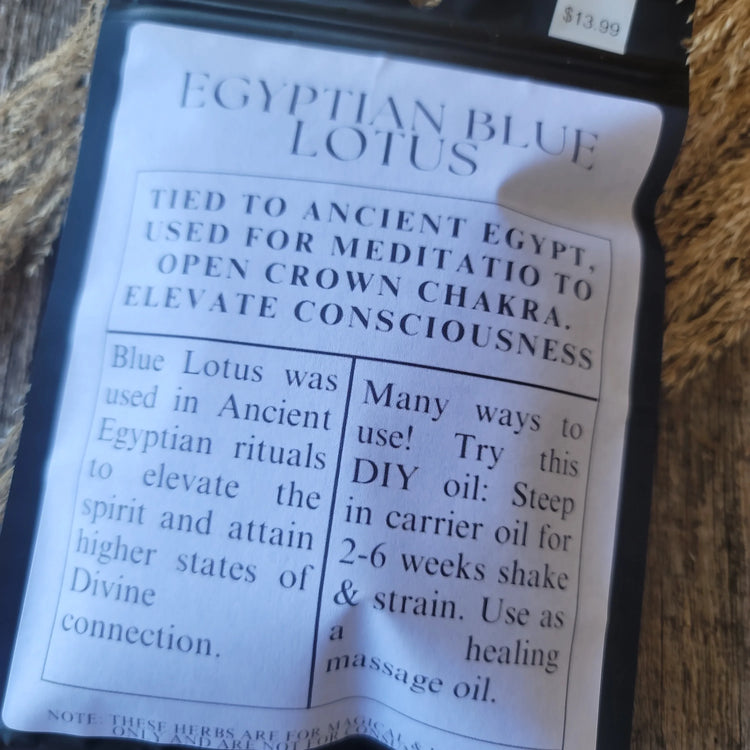 $13.99
EGYPTIAN BLUE
LOTUS
TIED TO ANCIENT EGYPT,
USED FOR MEDITATIO TO
OPEN CROWN CHAKRA.
ELEVATE CONSCIOUSNESS
Blue Lotus was
used in Ancient
Egyptian rituals
to elevate the
spirit and attain
higher states of
Divine
connection.
Many ways to
use! Try this
DIY oil: Steep
in carrier oil for
2-6 weeks shake
& strain. Use as
a healing
massage oil.
NOTE: THESE HERBS ARE FOR MAGICAL &
ONLY AND ARE NOT FOR